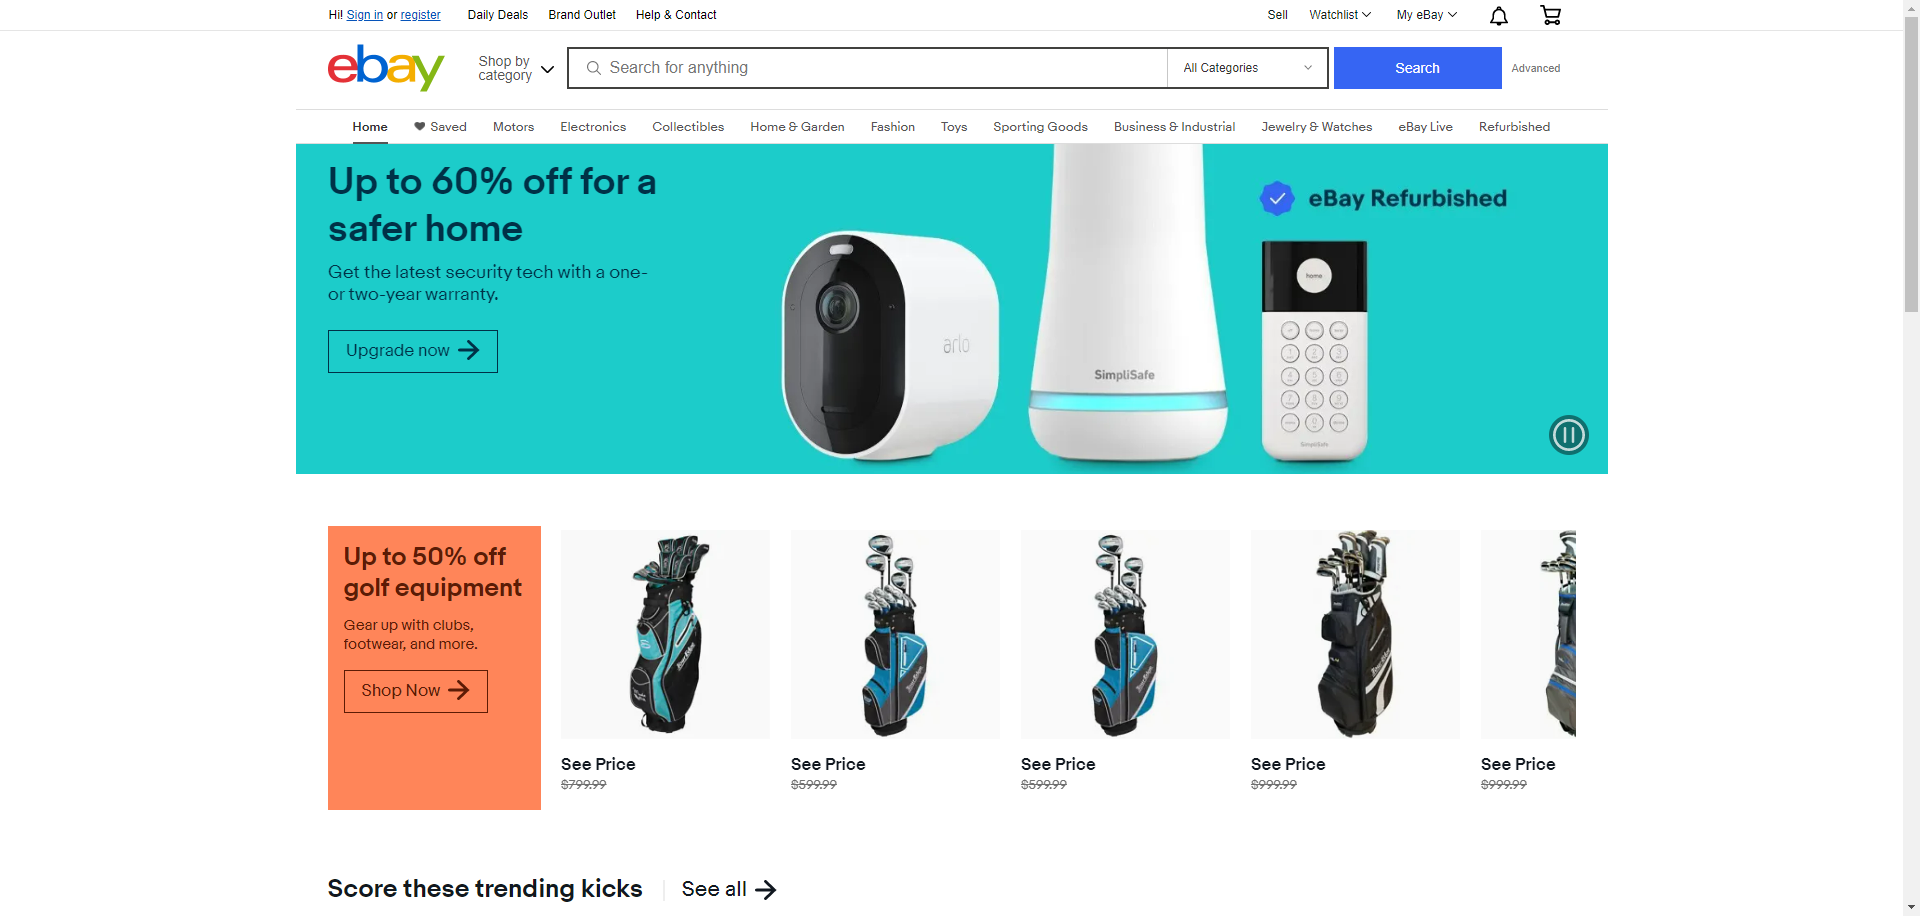 Hi! Sign in or register Daily Deals Brand Outlet Help & Contact Sell Watchlist My eBay
ebay Shop by category Search for anything All Categories Search Advanced
Home Saved Motors Electronics Collectibles Home & Garden Fashion Toys Sporting Goods Business & Industrial Jewelry & Watches eBay Live Refurbished
Up to 60% off for a
safer home
Get the latest security tech with a one-
or two-year warranty.
Upgrade now
eBay Refurbished
arlo
SimpliSafe
home
SimpliSafe
Up to 50% off
golf equipment
Gear up with clubs,
footwear, and more.
Shop Now
See Price See Price See Price See Price See Price
$799.99 $599.99 $599.99 $999.99 $999.99
Score these trending kicks See all